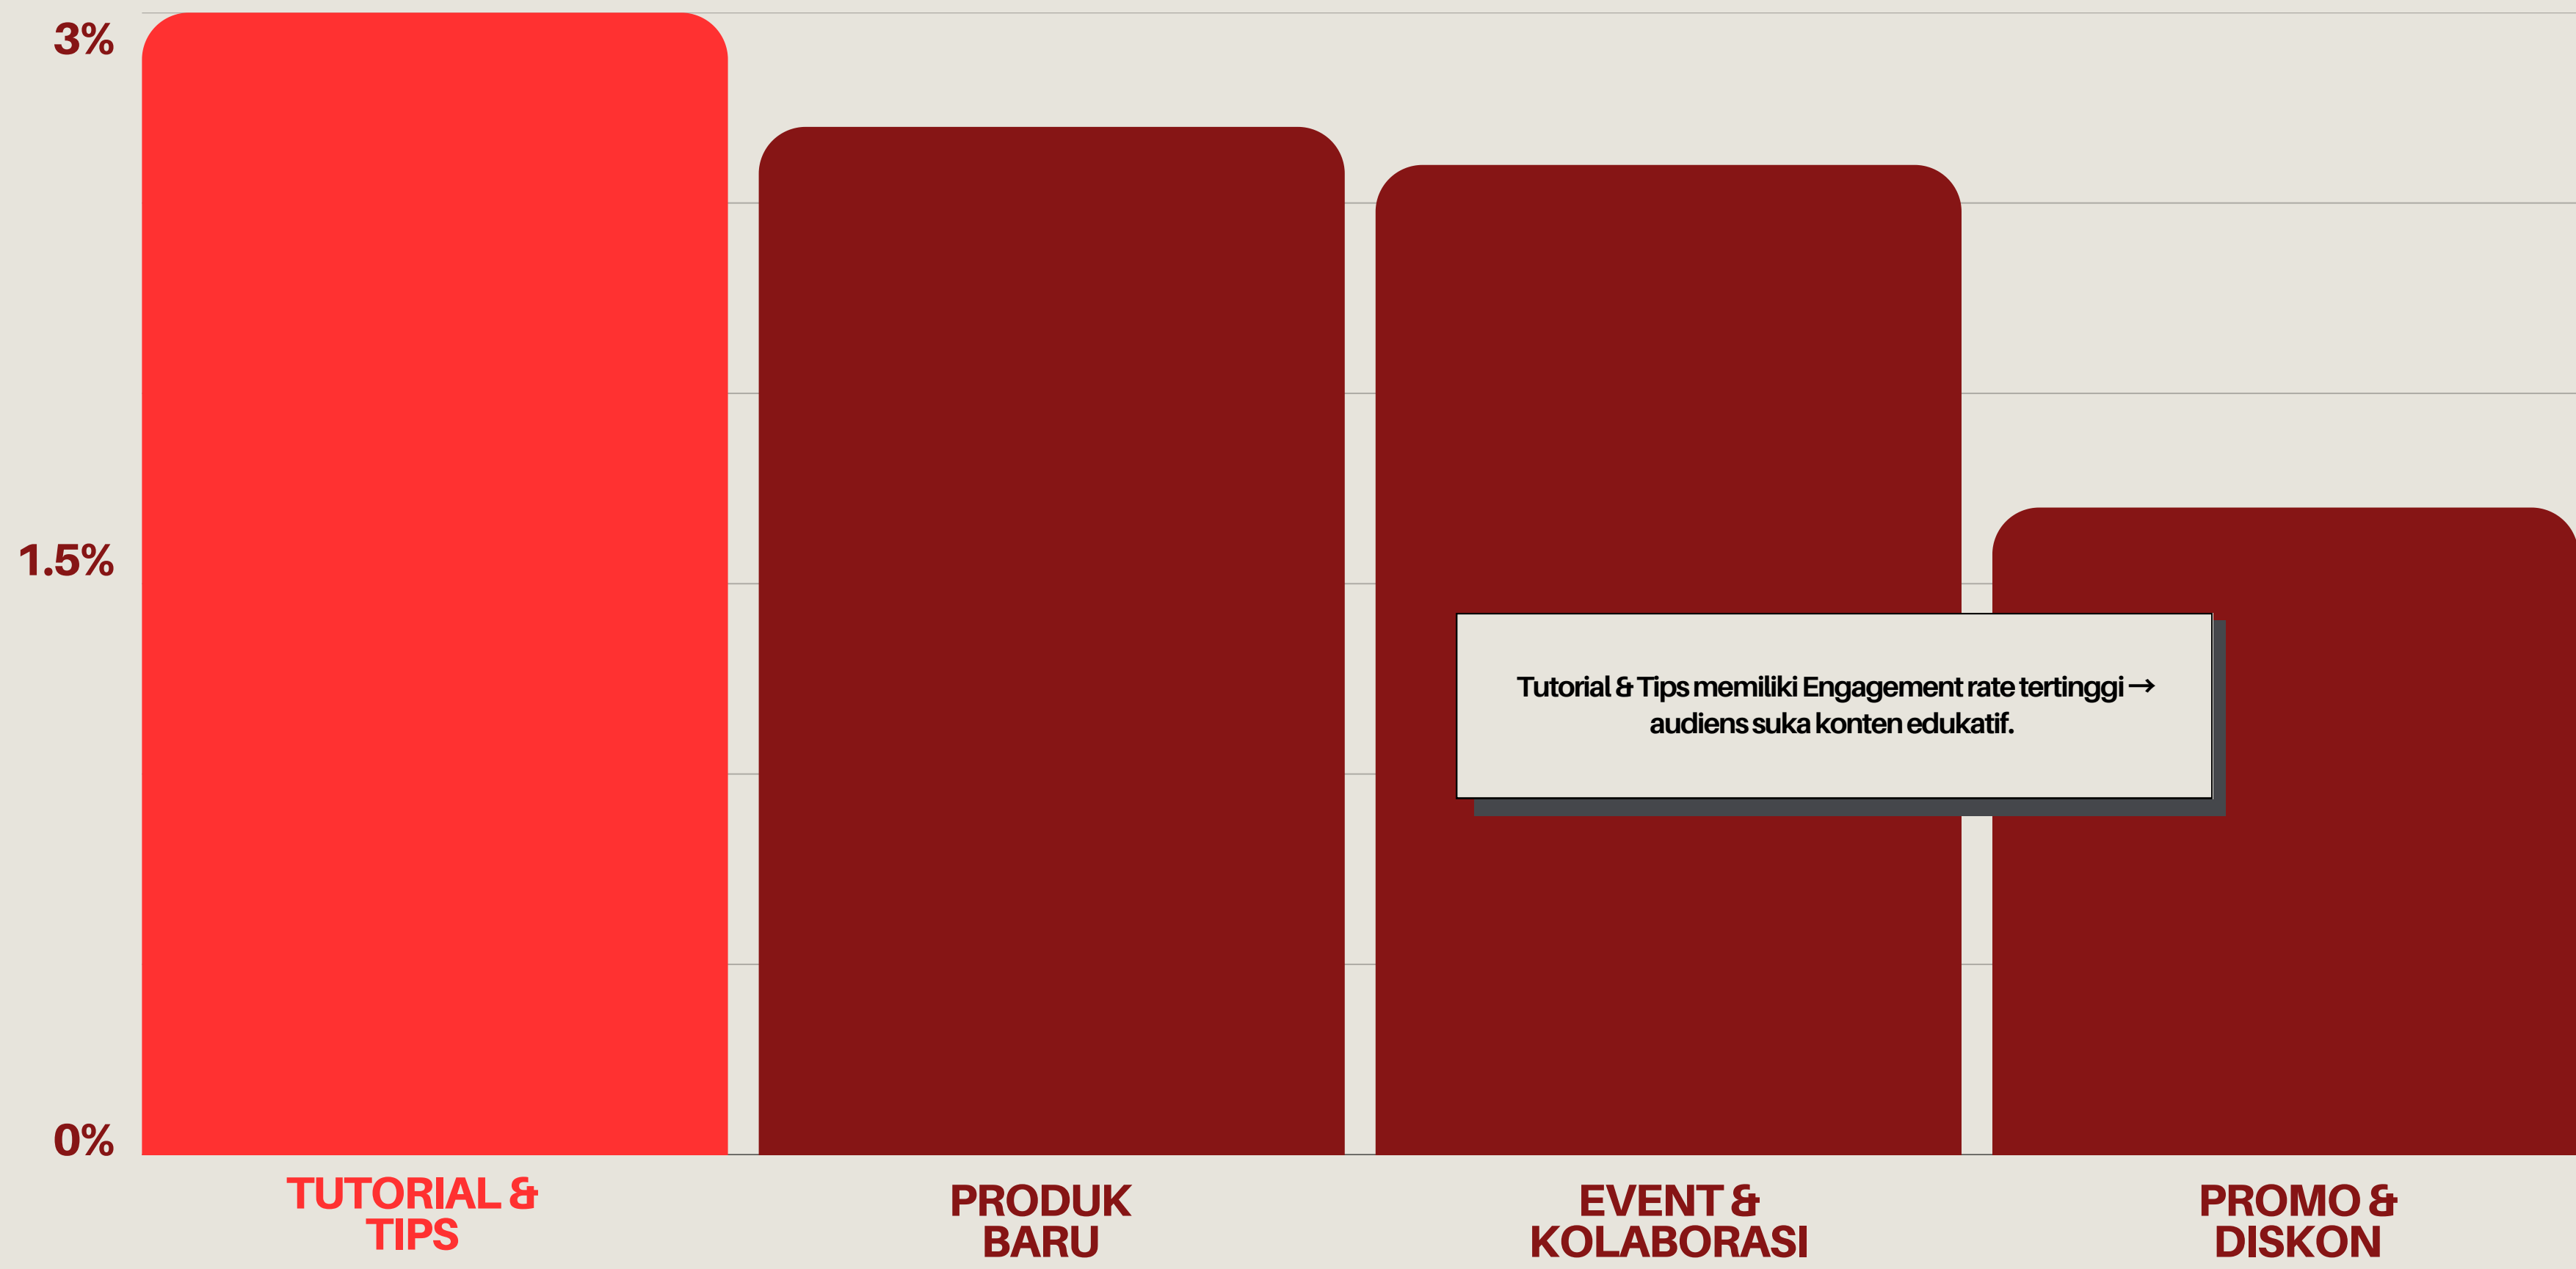 3%
1.5%
0%
Tutorial & Tips memiliki Engagement rate tertinggi →
audiens suka konten edukatif.
TUTORIAL &
TIPS
PRODUK
BARU
EVENT &
KOLABORASI
PROMO &
DISKON